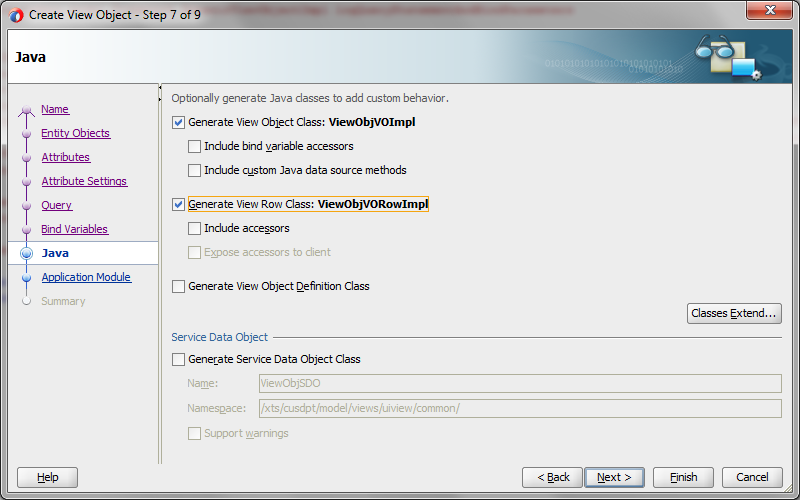 Create View Object - Step 7 of 9
Java
010101010101010101010101
0101010101
Name
Entity Objects
Attributes
Attribute Settings
Query
Bind Variables
Java
Application Module
Summary
Optionally generate Java classes to add custom behavior.
Generate View Object Class: ViewObjVOImpl
Include bind variable accessors
Include custom Java data source methods
Generate View Row Class: ViewObjVORowImpl
Include accessors
Expose accessors to client
Generate View Object Definition Class
Classes Extend...
Service Data Object
Generate Service Data Object Class
Name: ViewObjSDO
Namespace: /xts/cusdpt/model/views/uiview/common/
Support warnings
Help < Back Next > Finish Cancel